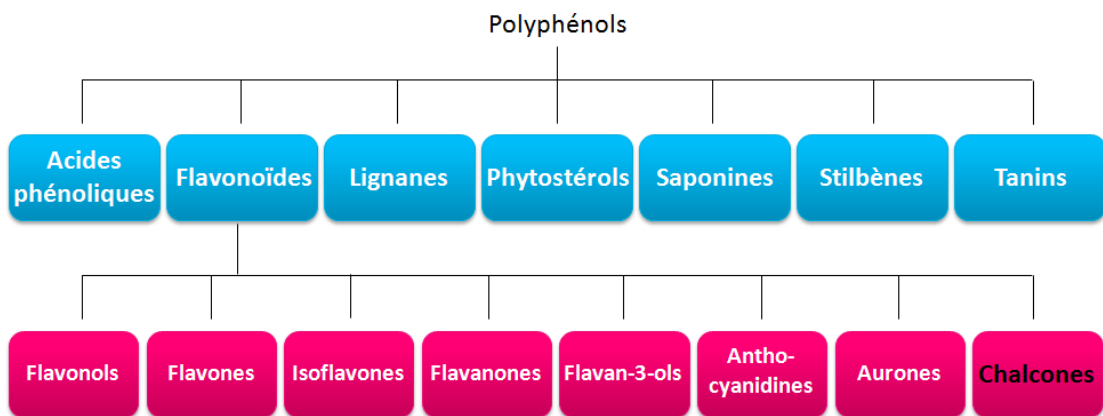 Polyphénols
Acides
phénoliques
Flavonoïdes
Lignanes
Phytostérols
Saponines
Stilbènes
Tanins
Flavonols
Flavones
Isoflavones
Flavanones
Flavan-3-ols
Antho-
cyanidines
Aurones
Chalcones